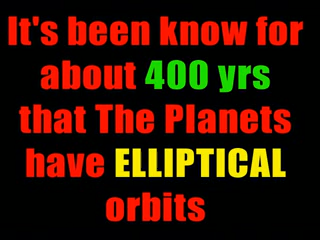 It's been know for
about 400 yrs
that The Planets
have ELLIPTICAL
orbits